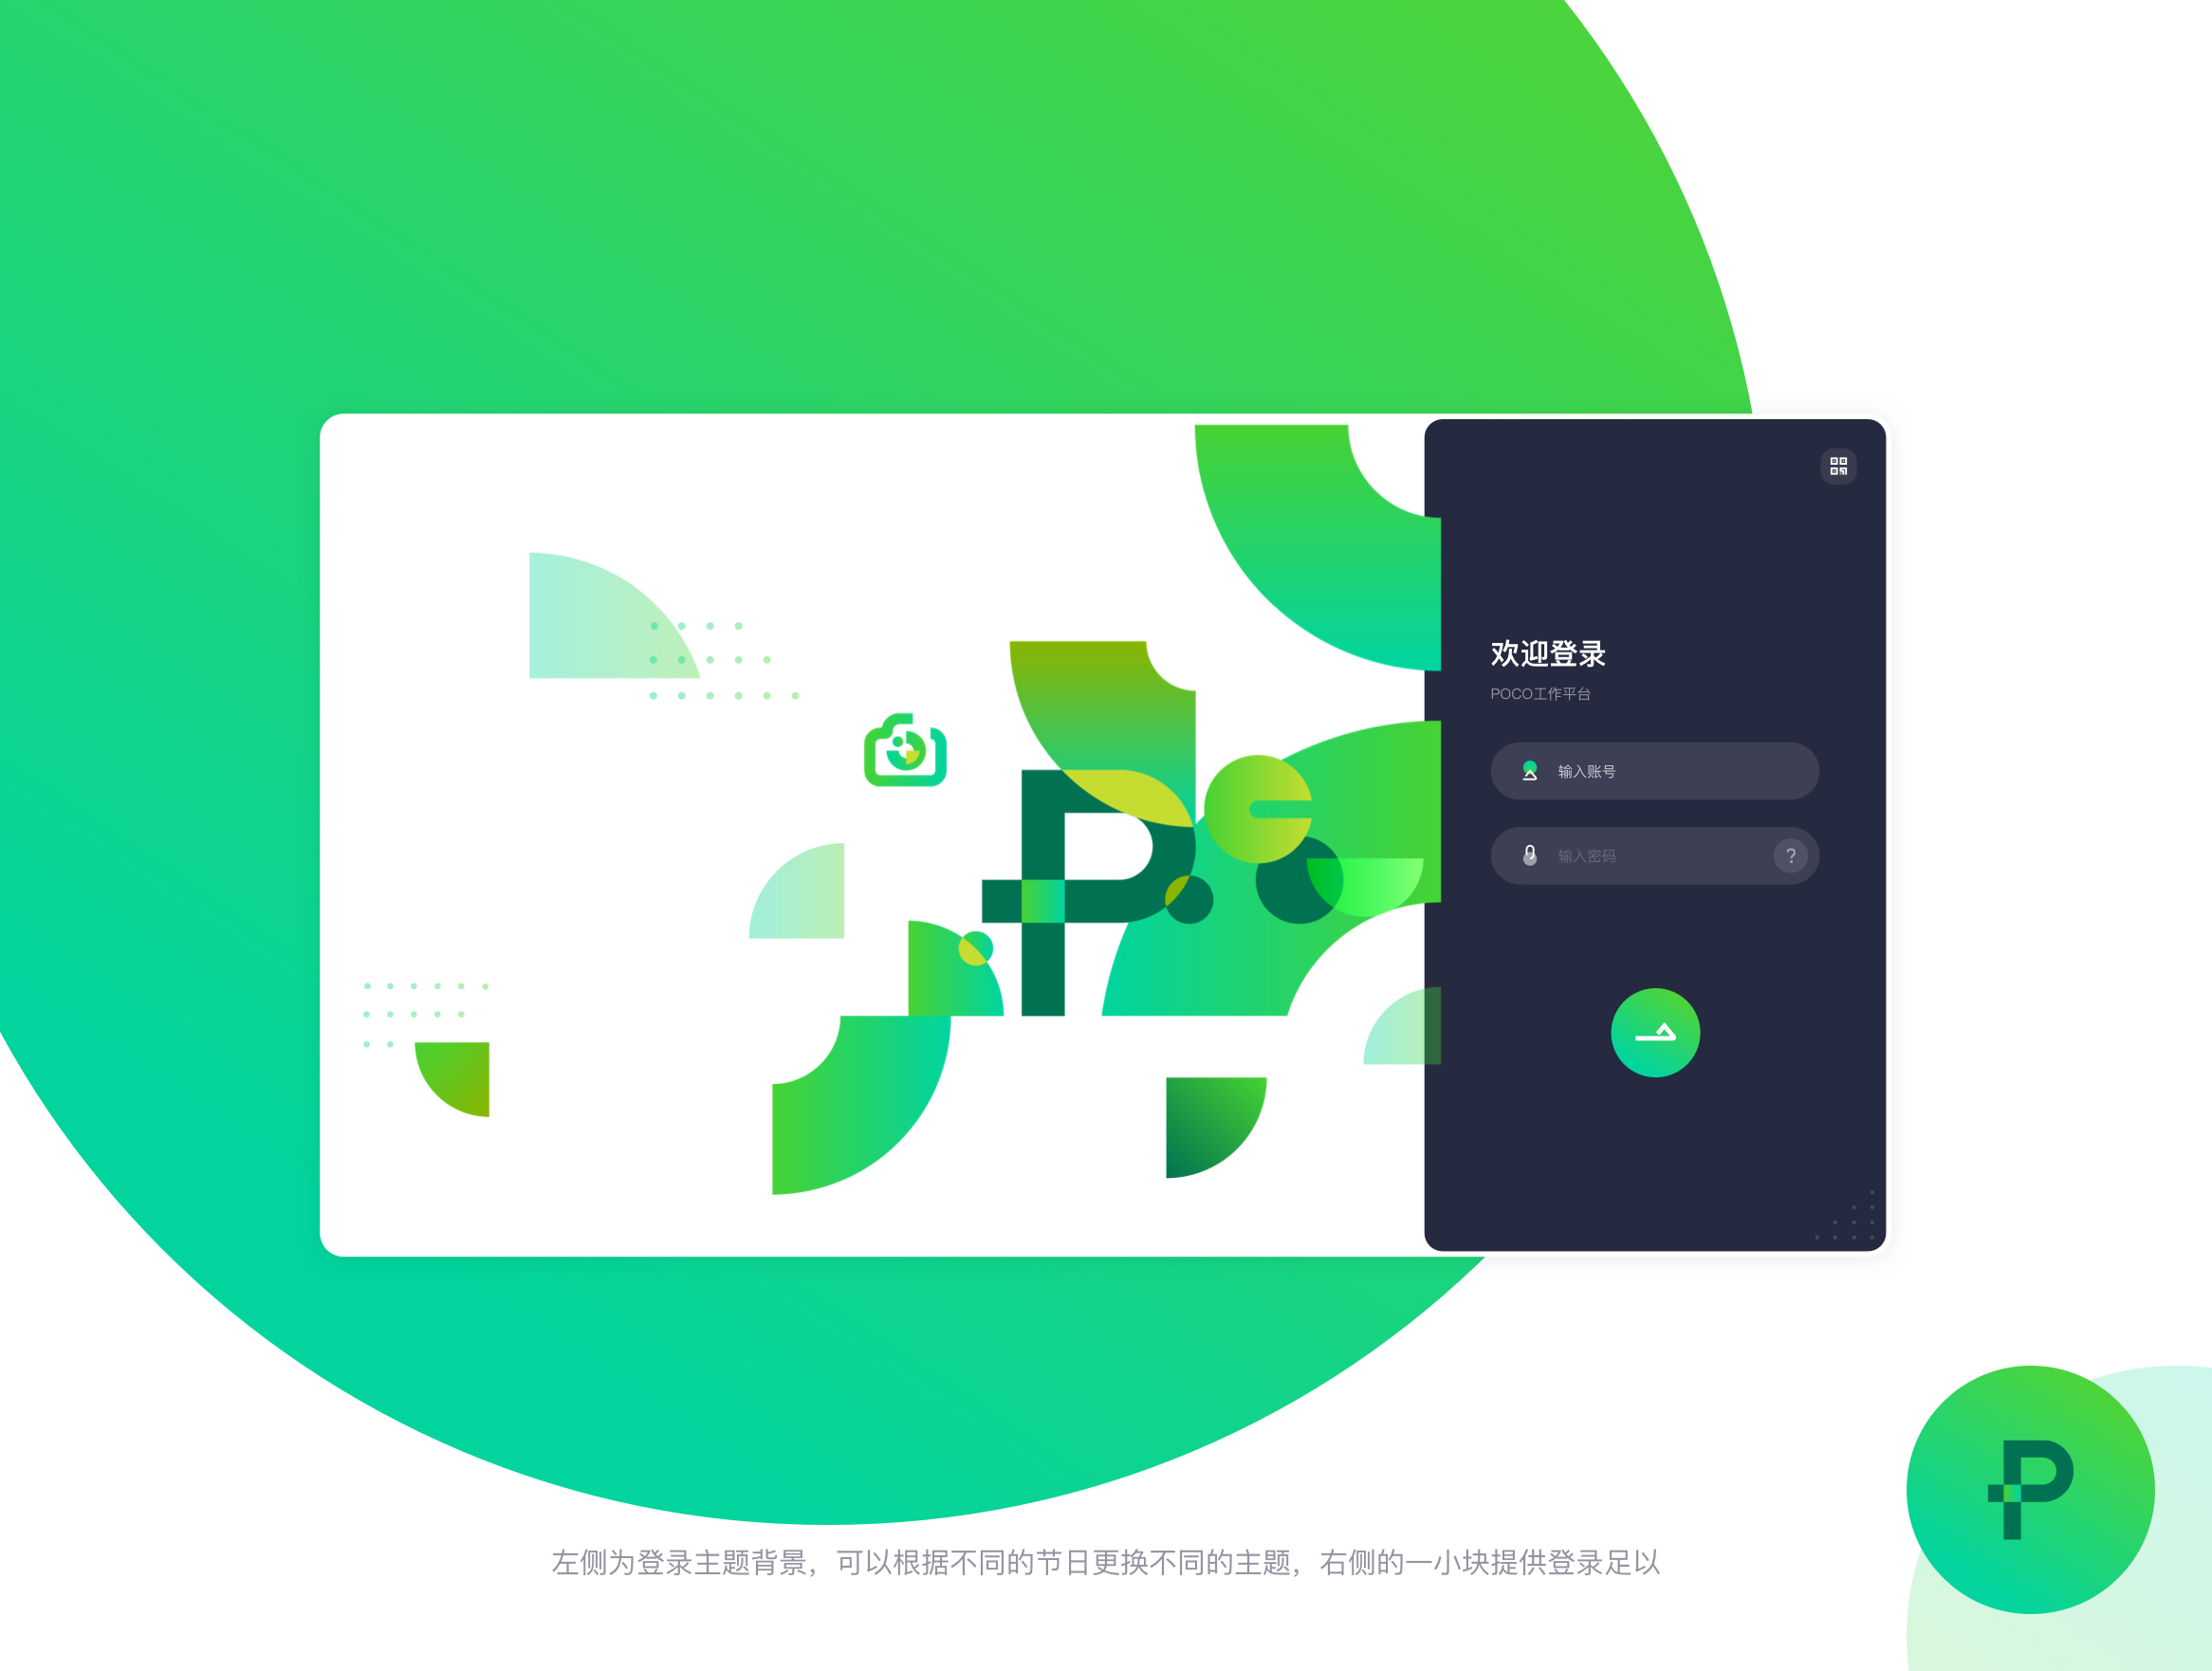 欢迎登录
POCO工作平台
输入账号
输入密码
?
左侧为登录主题背景，可以根据不同的节日更换不同的主题，右侧的一小块供登录足以